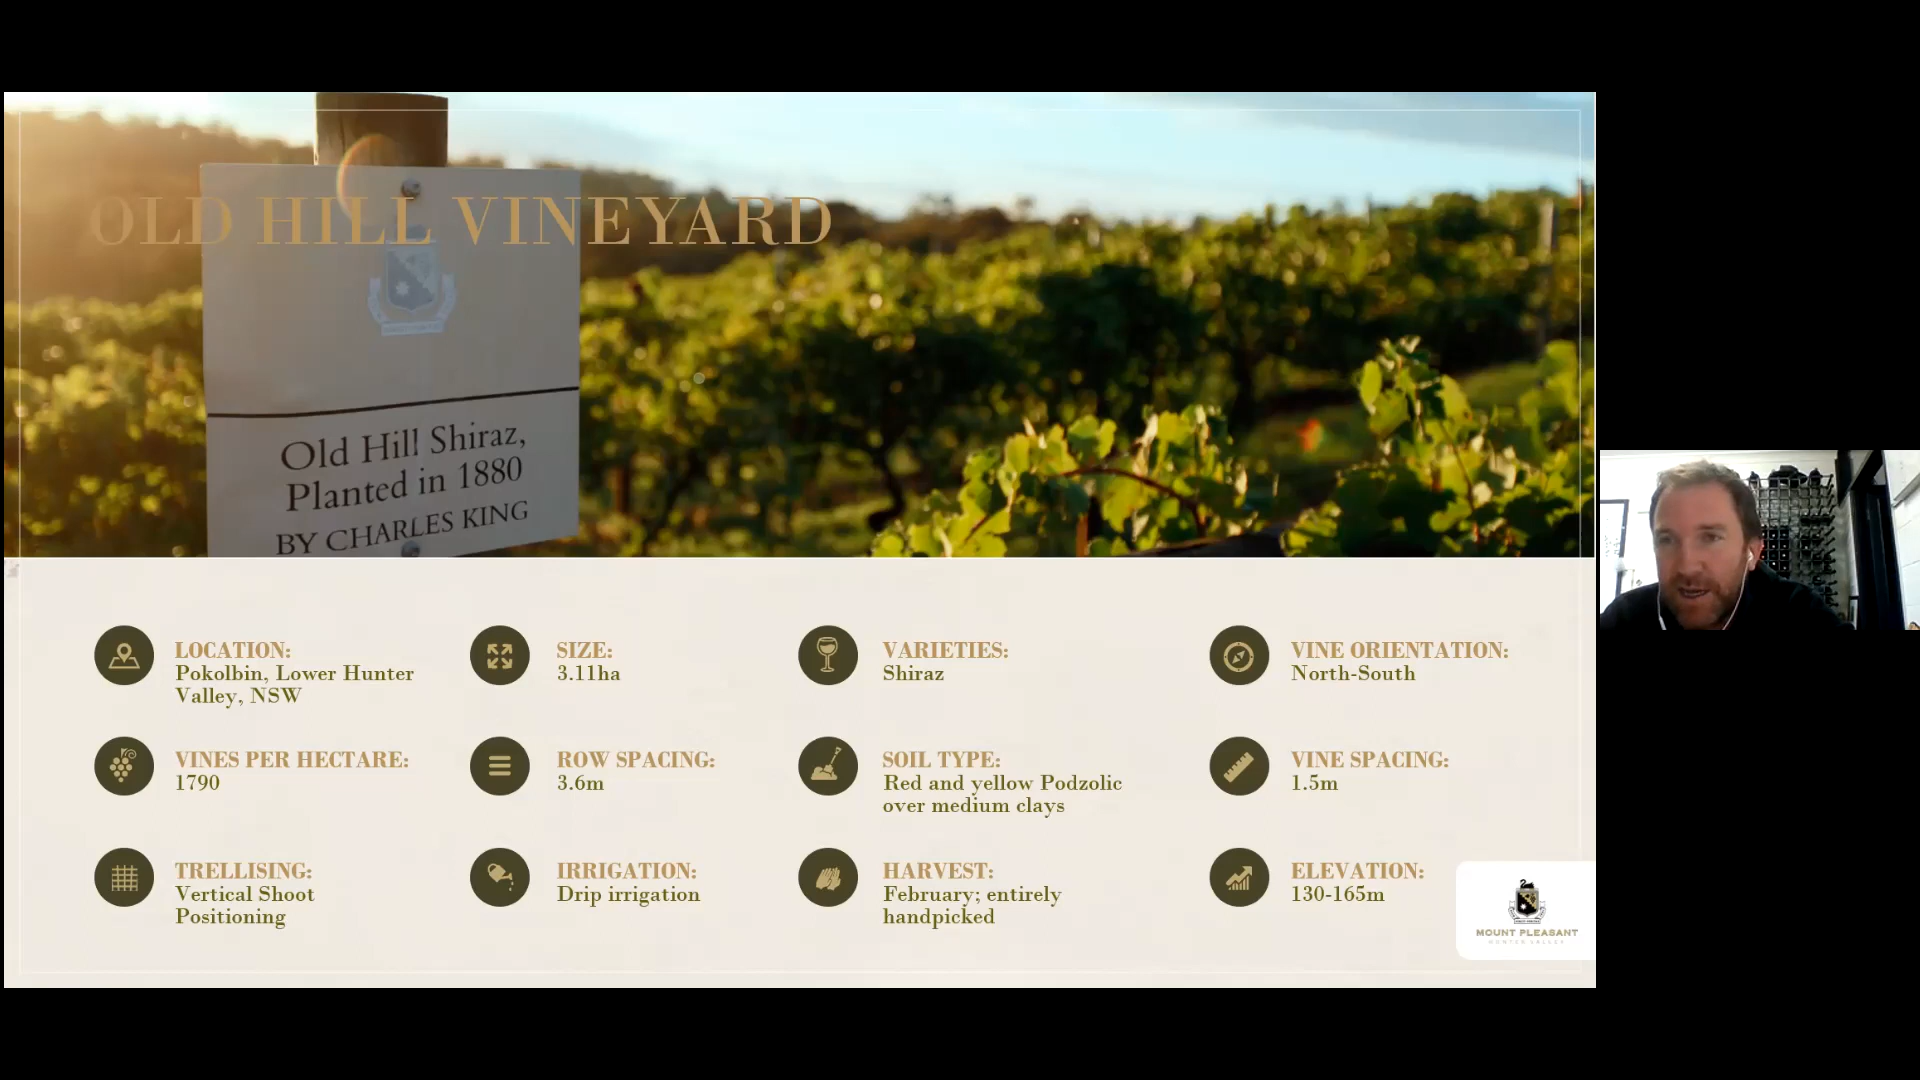 OLD HILL VINEYARD
Old Hill Shiraz,
Planted in 1880
BY CHARLES KING
LOCATION:
Pokolbin, Lower Hunter
Valley, NSW
SIZE:
3.11ha
VARIETIES:
Shiraz
VINE ORIENTATION:
North-South
VINES PER HECTARE:
1790
ROW SPACING:
3.6m
SOIL TYPE:
Red and yellow Podzolic
over medium clays
VINE SPACING:
1.5m
TRELLISING:
Vertical Shoot
Positioning
IRRIGATION:
Drip irrigation
HARVEST:
February; entirely
handpicked
ELEVATION:
130-165m
MOUNT PLEASANT
HUNTER VALLEY